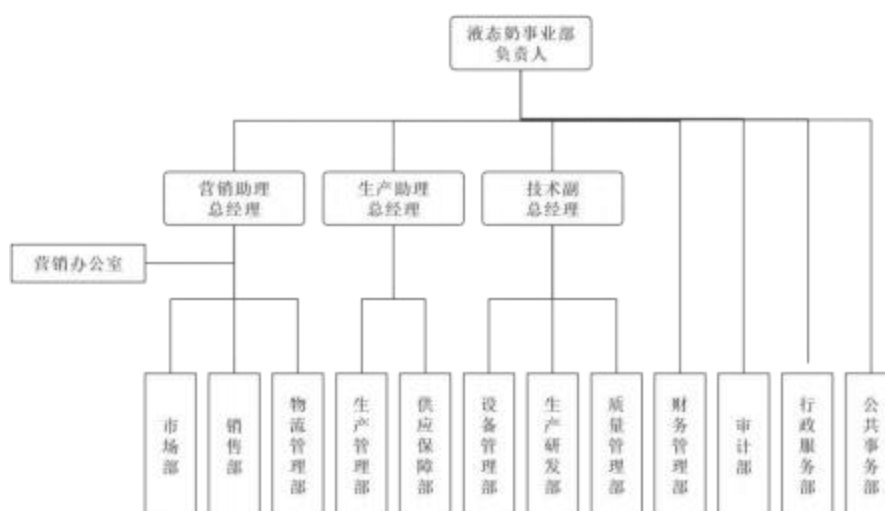 液态奶事业部
负责人
营销助理
总经理
生产助理
总经理
技术副
总经理
营销办公室
市场部
销售部
物流管理部
生产管理部
供应保障部
设备管理部
生产研发部
质量管理部
财务管理部
审计部
行政服务部
公共事务部